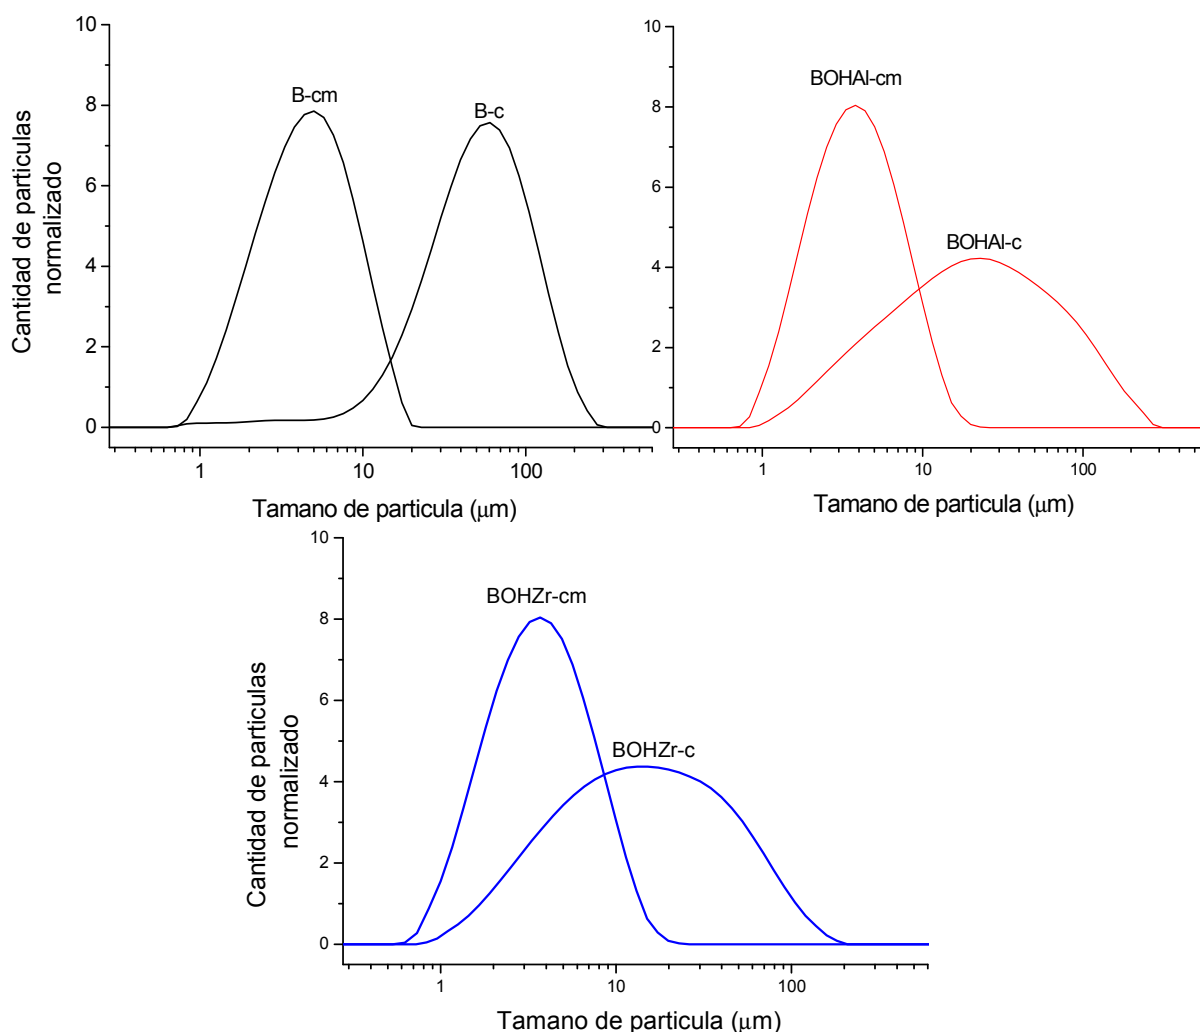 10
8
6
4
2
0
Cantidad de particulas
normalizado
B-cm
B-c
1
10
100
Tamano de particula (μm)
10
8
6
4
2
0
BOHAl-cm
BOHAl-c
1
10
100
Tamano de particula (μm)
10
8
6
4
2
0
Cantidad de particulas
normalizado
BOHZr-cm
BOHZr-c
1
10
100
Tamano de particula (μm)